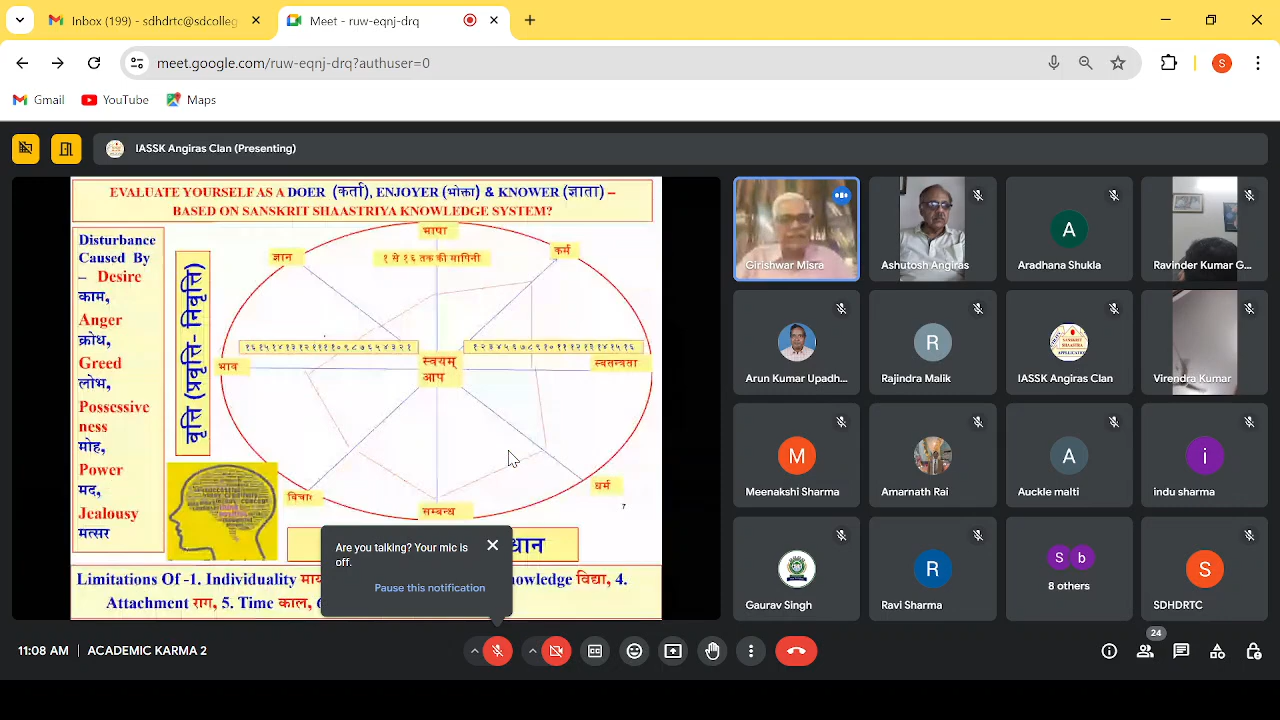 Inbox (199) - sdhdrtc@sdcolleg
Meet - ruw-eqnj-drq
meet.google.com/ruw-eqnj-drq?authuser=0
S
Gmail
YouTube
Maps
IASSK Angiras Clan (Presenting)
EVALUATE YOURSELF AS A DOER (कर्ता), ENJOYER (भोक्ता) & KNOWER (ज्ञाता) –
BASED ON SANSKRIT SHAASTRIYA KNOWLEDGE SYSTEM?
Disturbance
Caused By
– Desire
काम,
Anger
क्रोध,
Greed
लोभ,
Possessive
ness
मोह,
Power
मद,
Jealousy
मत्सर
वृत्ति (प्रवृत्ति- निवृत्ति)
भाषा
ज्ञान
कर्म
१ से १६ तक की मापिनी
१६१५१४१३१२११११०९८७६५४३२१
१२३४५६७८९१०१११२१३१४१५१६
भाव
स्वयम्
आप
स्वतन्त्रता
विचार
सम्बन्ध
धर्म
7
धान
Limitations Of -1. Individuality
nowledge विद्या, 4.
Attachment राग, 5. Time काल,
Are you talking? Your mic is
off.
Pause this notification
Girishwar Misra
Ashutosh Angiras
A
Aradhana Shukla
Ravinder Kumar G...
Arun Kumar Upadh...
R
Rajindra Malik
IASSK Angiras Clan
Virendra Kumar
M
Meenakshi Sharma
Amarnath Rai
A
Auckle malti
i
indu sharma
Gaurav Singh
R
Ravi Sharma
S b
8 others
S
SDHDRTC
11:08 AM
ACADEMIC KARMA 2
24